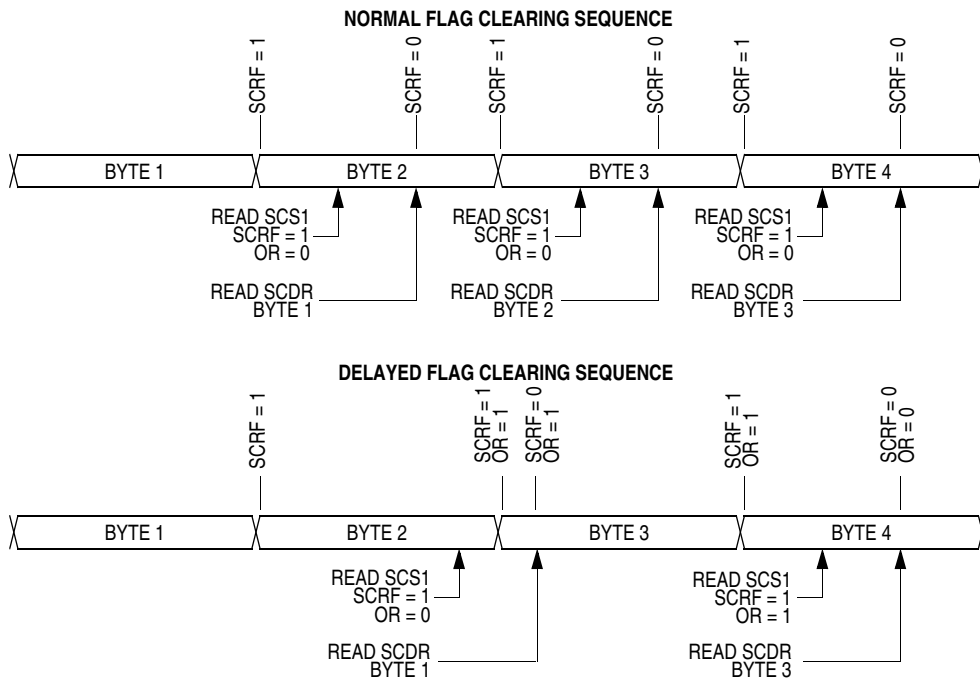 NORMAL FLAG CLEARING SEQUENCE
SCRF = 1
SCRF = 0
SCRF = 1
SCRF = 0
SCRF = 1
SCRF = 0
BYTE 1
BYTE 2
BYTE 3
BYTE 4
READ SCS1
SCRF = 1
OR = 0
READ SCS1
SCRF = 1
OR = 0
READ SCS1
SCRF = 1
OR = 0
READ SCDR
BYTE 1
READ SCDR
BYTE 2
READ SCDR
BYTE 3
DELAYED FLAG CLEARING SEQUENCE
SCRF = 1
SCRF = 1
OR = 1
SCRF = 0
OR = 1
SCRF = 1
OR = 1
SCRF = 0
OR = 0
BYTE 1
BYTE 2
BYTE 3
BYTE 4
READ SCS1
SCRF = 1
OR = 0
READ SCS1
SCRF = 1
OR = 1
READ SCDR
BYTE 1
READ SCDR
BYTE 3